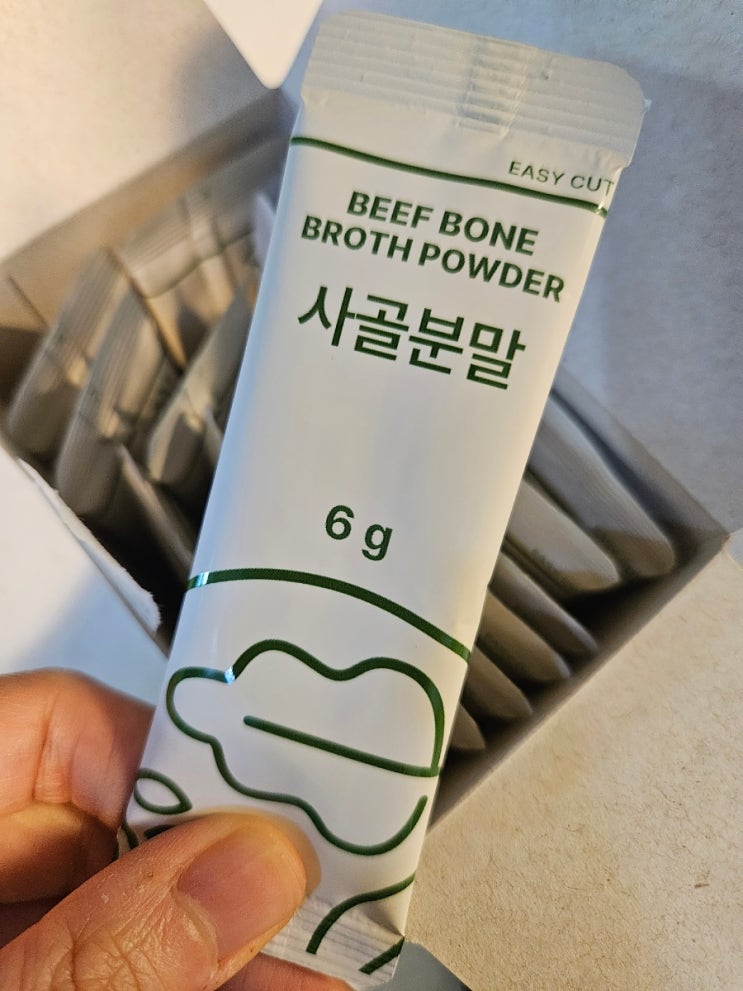 EASY CUT
BEEF BONE
BROTH POWDER
사골분말
6 g